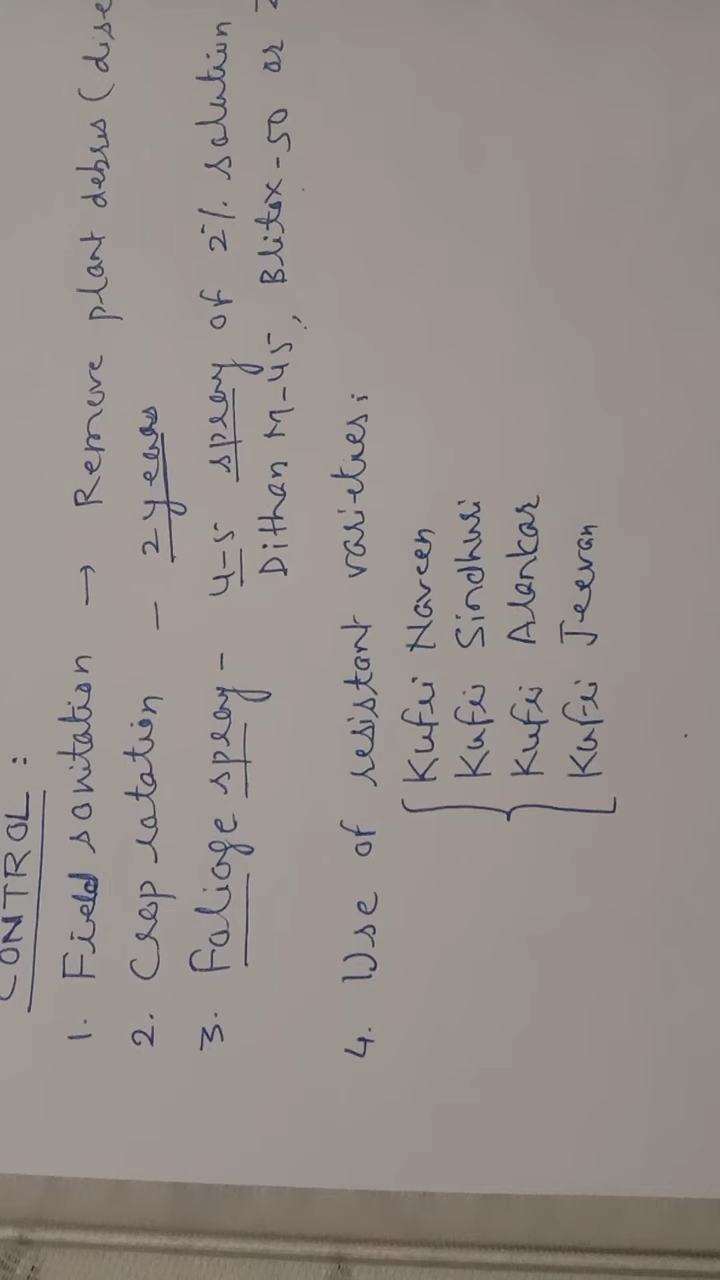 CONTROL:
1. Field sanitation → Remove plant debris (dise
2. Crop rotation - 2 years
3. Foliage spray - 4-5 spray of 2% solution
Dithan M-45, Blitox-50 or
4. Use of resistant varieties:
Kufri Naveen
Kufri Sindhuri
Kufri Alankar
Kufri Jeevan